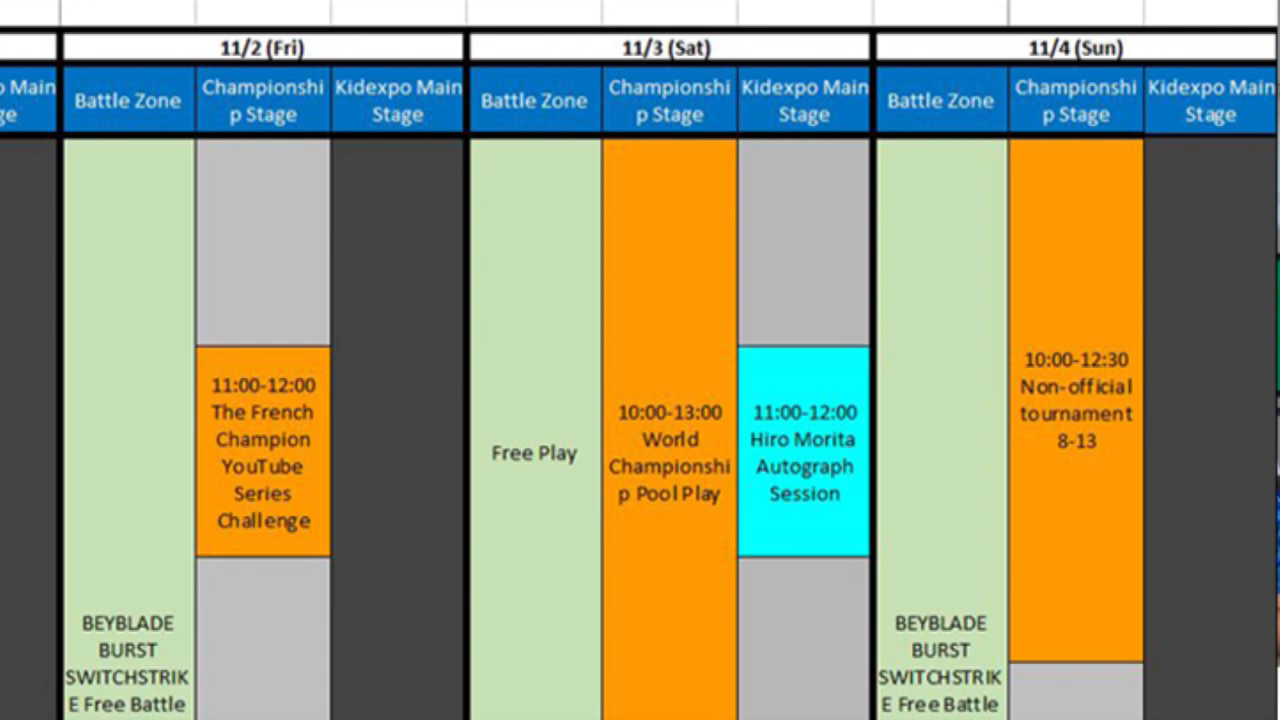 11/2 (Fri)
11/3 (Sat)
11/4 (Sun)
o Main
ge
Battle Zone
Championshi
p Stage
Kidexpo Main
Stage
Battle Zone
Championshi
p Stage
Kidexpo Main
Stage
Battle Zone
Championshi
p Stage
Kidexpo Main
Stage
BEYBLADE
BURST
SWITCHSTRIK
E Free Battle
11:00-12:00
The French
Champion
YouTube
Series
Challenge
Free Play
10:00-13:00
World
Championshi
p Pool Play
11:00-12:00
Hiro Morita
Autograph
Session
BEYBLADE
BURST
SWITCHSTRIK
E Free Battle
10:00-12:30
Non-official
tournament
8-13